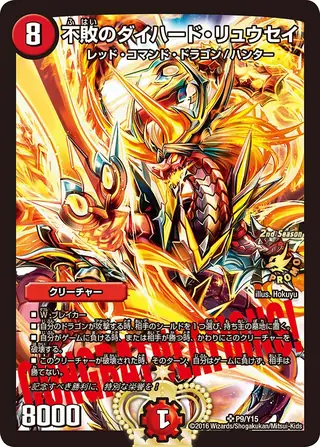 8
ふはい
不敗のダイハード・リュウセイ
レッド・コマンド・ドラゴン/ハンター
2nd Season
PROMO
illus. Hokuyu
クリーチャー
■W・ブレイカー
■自分のドラゴンが攻撃する時、相手のシールドを1つ選び、持ち主の墓地に置く。
■自分がゲームに負ける時、または相手が勝つ時、かわりにこのクリーチャーを
破壊する。
■このクリーチャーが破壊された時、そのターン、自分はゲームに負けず、相手は
勝てない。
記念すべき勝利に、特別な栄誉を!
8000
1
P9/Y15
©2016 Wizards/Shogakukan/Mitsui-Kids